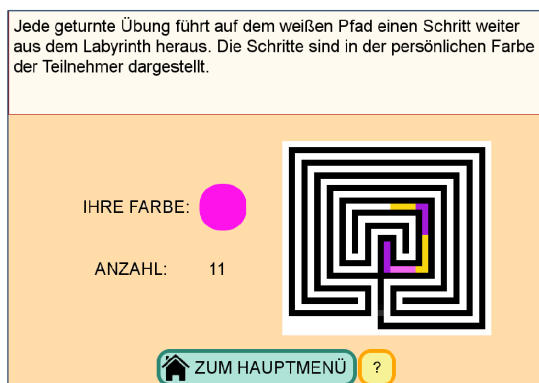 Jede geturnte Übung führt auf dem weißen Pfad einen Schritt weiter
aus dem Labyrinth heraus. Die Schritte sind in der persönlichen Farbe
der Teilnehmer dargestellt.
IHRE FARBE:
ANZAHL: 11
ZUM HAUPTMENÜ ?